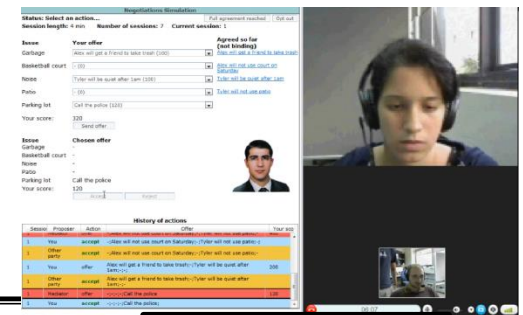 Negotiations Simulation
Status: Select an action...
Full agreement reached Opt out
Session length: 4 min Number of sessions: 7 Current session: 1
Issue Your offer Agreed so far
(not binding)
Garbage Alex will get a friend to take trash (100) Alex will get a friend to take trash
Basketball court - (0) Alex will not use court on
Saturday
Noise Tyler will be quiet after 1am (100) Tyler will be quiet after 1am
Patio - (0) Tyler will not use patio
Parking lot Call the police (120)
Your score: 320
Send offer
Issue Chosen offer
Garbage -
Basketball court -
Noise -
Patio -
Parking lot Call the police
Your score: 120
Accept Reject
History of actions
Session Proposer Action Offer Your sco
1 You accept -;Alex will not use court on Saturday;-;Tyler will not use patio;-;
1 Other party accept -;Alex will not use court on Saturday;-;Tyler will not use patio;-;
1 You offer Alex will get a friend to take trash;-;Tyler will be quiet after
1am;-;-; 200
1 Other party accept Alex will get a friend to take trash;-;Tyler will be quiet after
1am;-;-;
1 Mediator offer -;-;-;-;Call the police 120
1 You accept -;-;-;-;Call the police;
06:07